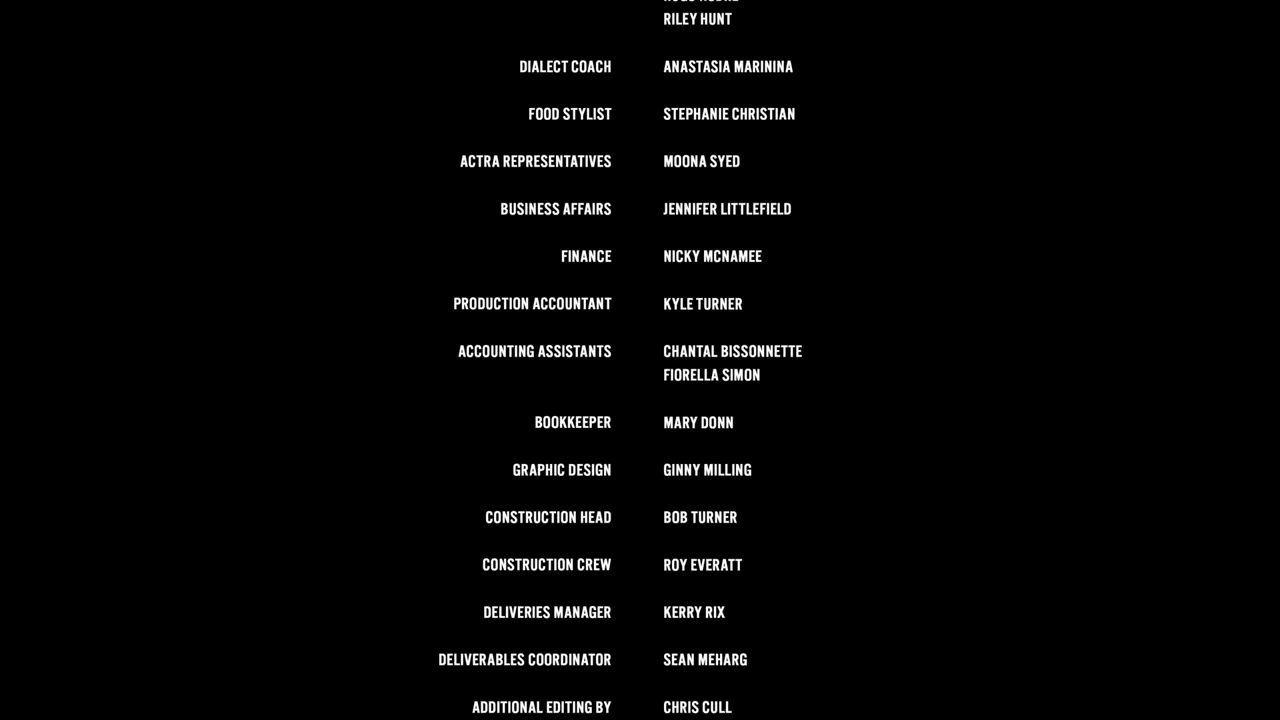 RILEY HUNT
DIALECT COACH ANASTASIA MARININA
FOOD STYLIST STEPHANIE CHRISTIAN
ACTRA REPRESENTATIVES MOONA SYED
BUSINESS AFFAIRS JENNIFER LITTLEFIELD
FINANCE NICKY MCNAMEE
PRODUCTION ACCOUNTANT KYLE TURNER
ACCOUNTING ASSISTANTS CHANTAL BISSONNETTE
FIORELLA SIMON
BOOKKEEPER MARY DONN
GRAPHIC DESIGN GINNY MILLING
CONSTRUCTION HEAD BOB TURNER
CONSTRUCTION CREW ROY EVERATT
DELIVERIES MANAGER KERRY RIX
DELIVERABLES COORDINATOR SEAN MEHARG
ADDITIONAL EDITING BY CHRIS CULL